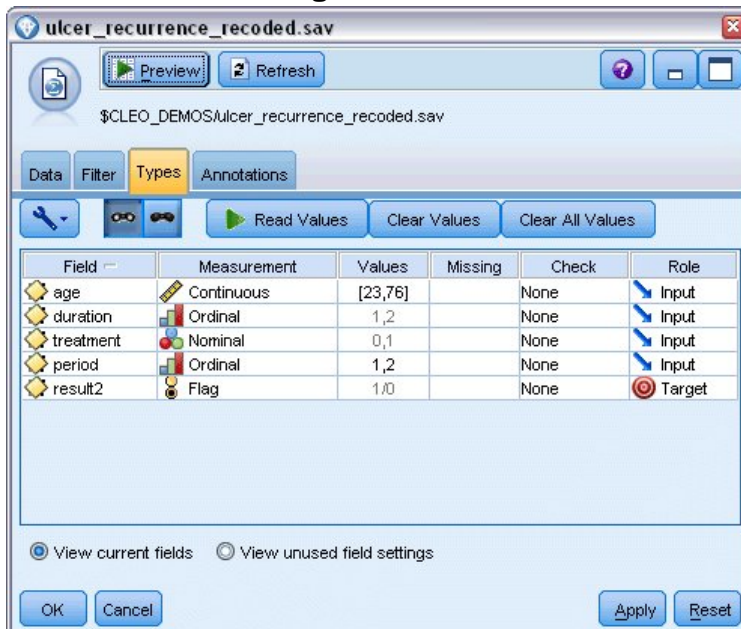 ulcer_recurrence_recoded.sav
Preview Refresh
$CLEO_DEMOS/ulcer_recurrence_recoded.sav
Data Filter Types Annotations
Read Values Clear Values Clear All Values
Field Measurement Values Missing Check Role
age Continuous [23,76] None Input
duration Ordinal 1,2 None Input
treatment Nominal 0,1 None Input
period Ordinal 1,2 None Input
result2 Flag 1/0 None Target
View current fields View unused field settings
OK Cancel Apply Reset